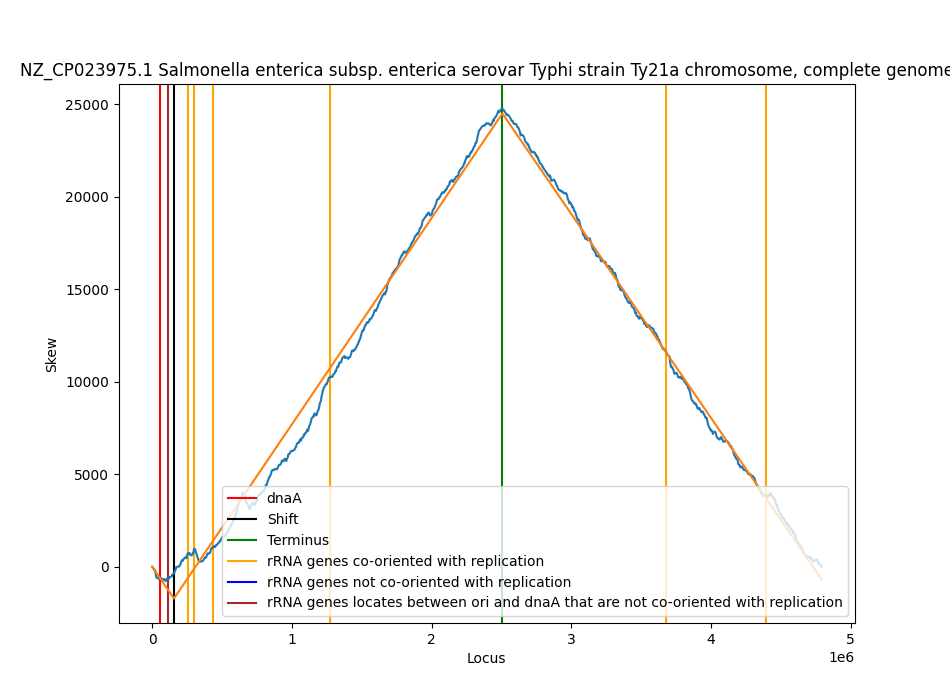 NZ_CP023975.1 Salmonella enterica subsp. enterica serovar Typhi strain Ty21a chromosome, complete genome
25000
20000
15000
10000
5000
0
Skew
dnaA
Shift
Terminus
rRNA genes co-oriented with replication
rRNA genes not co-oriented with replication
rRNA genes locates between ori and dnaA that are not co-oriented with replication
0 1 2 3 4 5
1e6
Locus